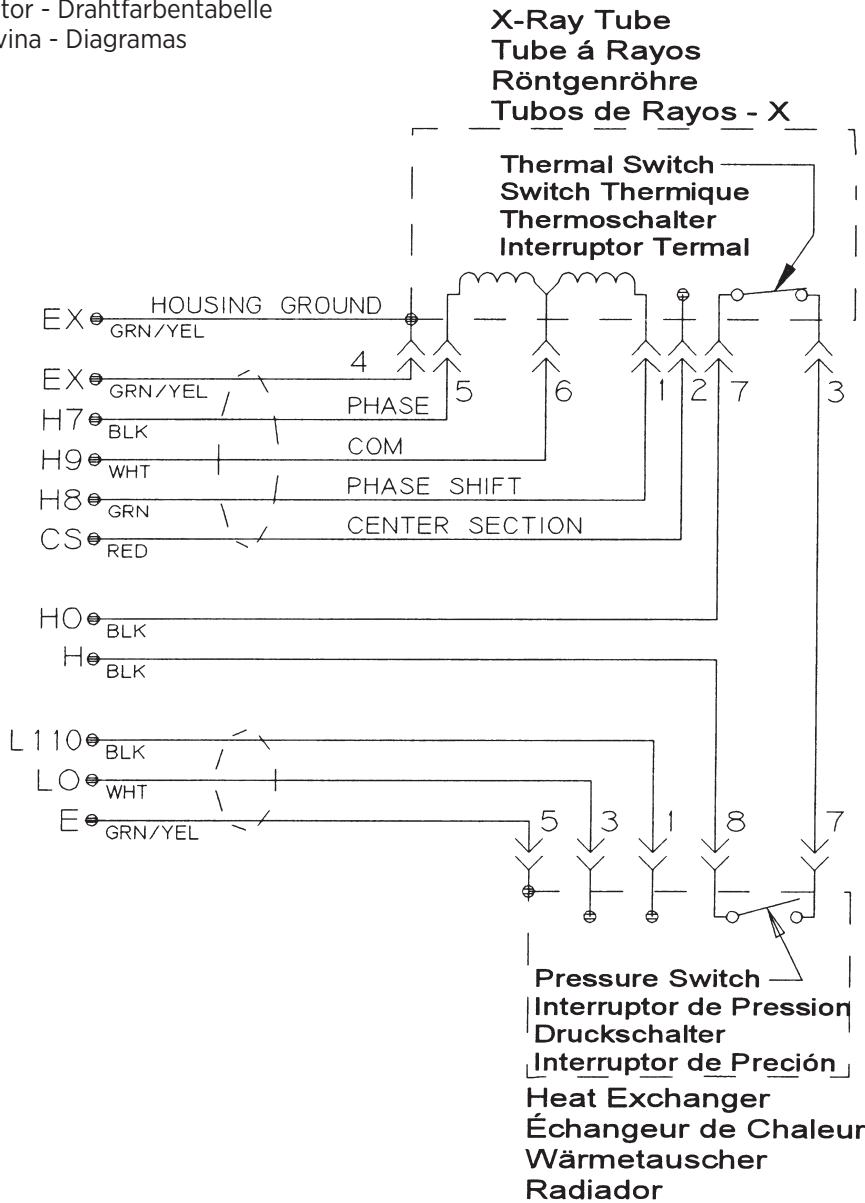 tor - Drahtfarbentabelle
vina - Diagramas
X-Ray Tube
Tube á Rayos
Röntgenröhre
Tubos de Rayos - X
Thermal Switch
Switch Thermique
Thermoschalter
Interruptor Termal
EX HOUSING GROUND
GRN/YEL
EX GRN/YEL 4
5 6 1 2 7 3
H7 BLK PHASE
H9 WHT COM
H8 GRN PHASE SHIFT
CS RED CENTER SECTION
HO BLK
H BLK
L110 BLK
LO WHT
E GRN/YEL
5 3 1 8 7
Pressure Switch
Interruptor de Pression
Druckschalter
Interruptor de Preción
Heat Exchanger
Échangeur de Chaleur
Wärmetauscher
Radiador